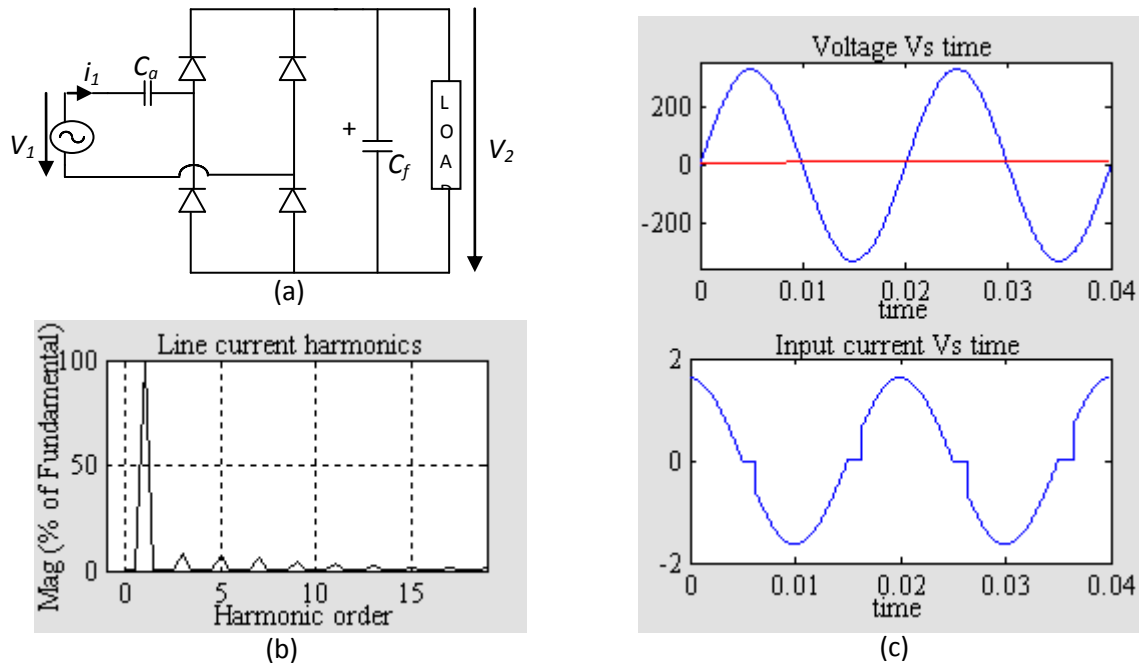 i1
Ca
V1
+
Cf
L
O
A
V2
(a)
Line current harmonics
Mag (% of Fundamental)
100
50
0
0
5
10
15
Harmonic order
(b)
Voltage Vs time
200
0
-200
0
0.01
0.02
0.03
0.04
time
Input current Vs time
2
0
-2
0
0.01
0.02
0.03
0.04
time
(c)